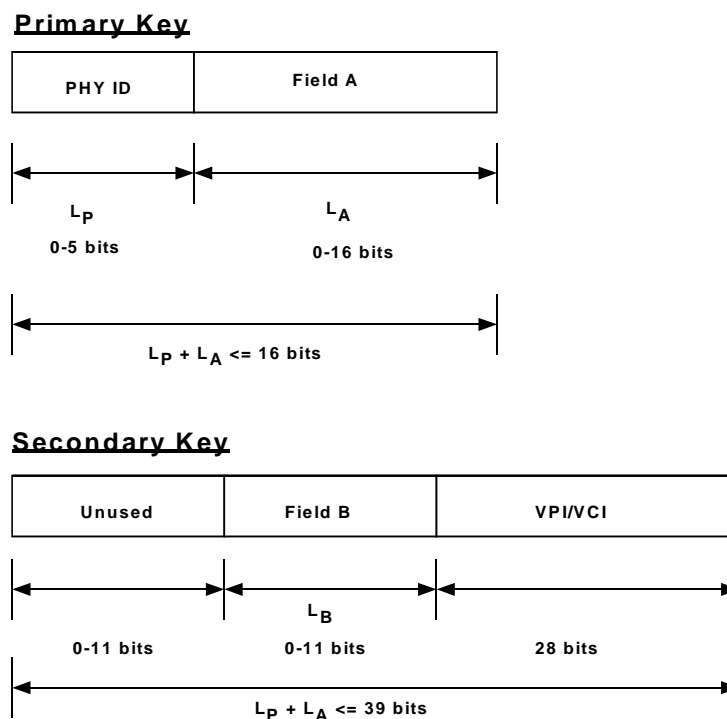 Primary Key
PHY ID Field A
LP LA
0-5 bits 0-16 bits
LP + LA <= 16 bits
Secondary Key
Unused Field B VPI/VCI
LB
0-11 bits 0-11 bits 28 bits
LP + LA <= 39 bits